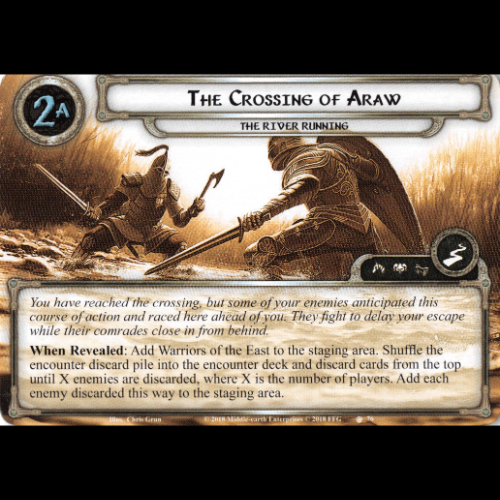 2A
THE CROSSING OF ARAW
THE RIVER RUNNING
You have reached the crossing, but some of your enemies anticipated this
course of action and raced here ahead of you. They fight to delay your escape
while their comrades close in from behind.
When Revealed: Add Warriors of the East to the staging area. Shuffle the
encounter discard pile into the encounter deck and discard cards from the top
until X enemies are discarded, where X is the number of players. Add each
enemy discarded this way to the staging area.
Illus. Chris Grun © 2018 Middle-earth Enterprises © 2018 FFG 76